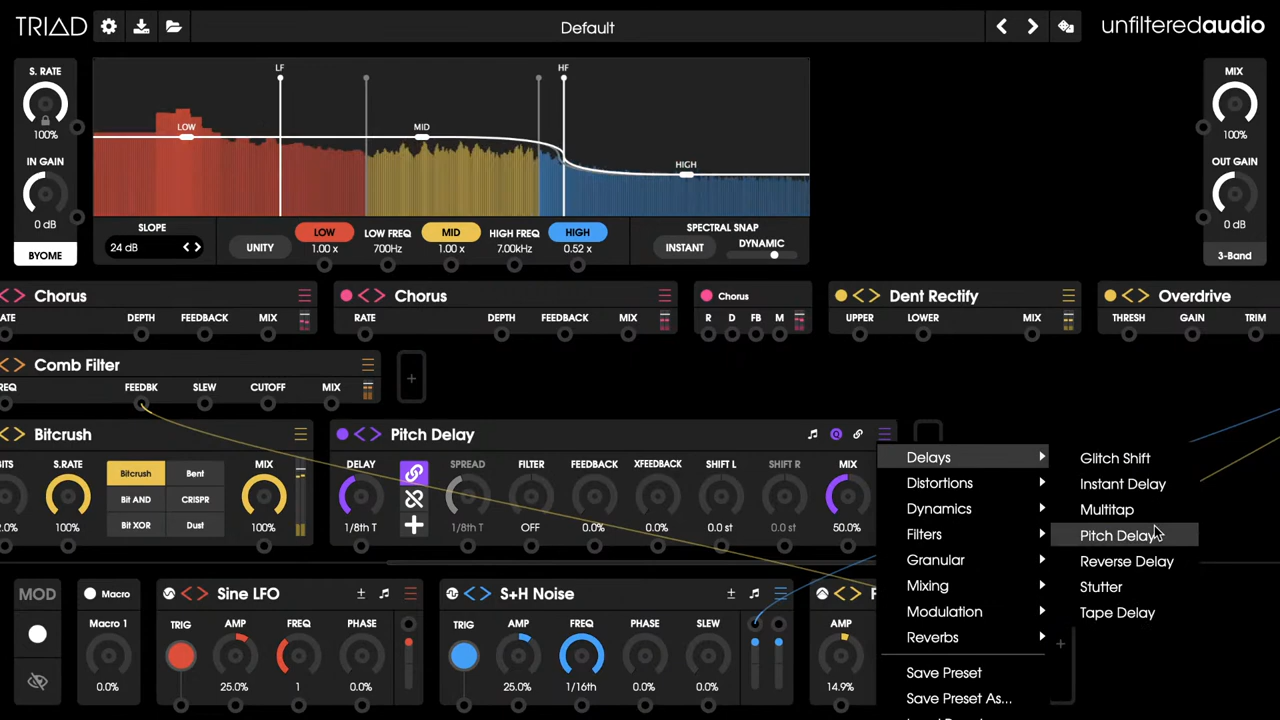 TRIAD
Default
unfilteredaudio
S. RATE
100%
IN GAIN
0 dB
BYOME
LF
HF
LOW
MID
HIGH
SLOPE
24 dB
UNITY
LOW
1.00 x
LOW FREQ
700Hz
MID
1.00 x
HIGH FREQ
7.00kHz
HIGH
0.52 x
SPECTRAL SNAP
INSTANT
DYNAMIC
MIX
100%
OUT GAIN
0 dB
3-Band
Chorus
ATE DEPTH FEEDBACK MIX
Chorus
RATE DEPTH FEEDBACK MIX
Chorus
R D FB M
Dent Rectify
UPPER LOWER MIX
Overdrive
THRESH GAIN TRIM
Comb Filter
REQ FEEDBK SLEW CUTOFF MIX
Bitcrush
BITS S.RATE MIX
Bitcrush Bent
Bit AND CRISPR
Bit XOR Dust
2.0% 100% 100%
Pitch Delay
DELAY SPREAD FILTER FEEDBACK XFEEDBACK SHIFT L SHIFT R MIX
1/8th T 1/8th T OFF 0.0% 0.0% 0.0 st 0.0 st 50.0%
Delays
Distortions
Dynamics
Filters
Granular
Mixing
Modulation
Reverbs
Save Preset
Save Preset As...
Glitch Shift
Instant Delay
Multitap
Pitch Delay
Reverse Delay
Stutter
Tape Delay
MOD
Macro
Macro 1
0.0%
Sine LFO
TRIG AMP FREQ PHASE
25.0% 1 0.0%
S+H Noise
TRIG AMP FREQ PHASE SLEW
25.0% 1/16th 0.0% 0.0%
AMP
14.9%